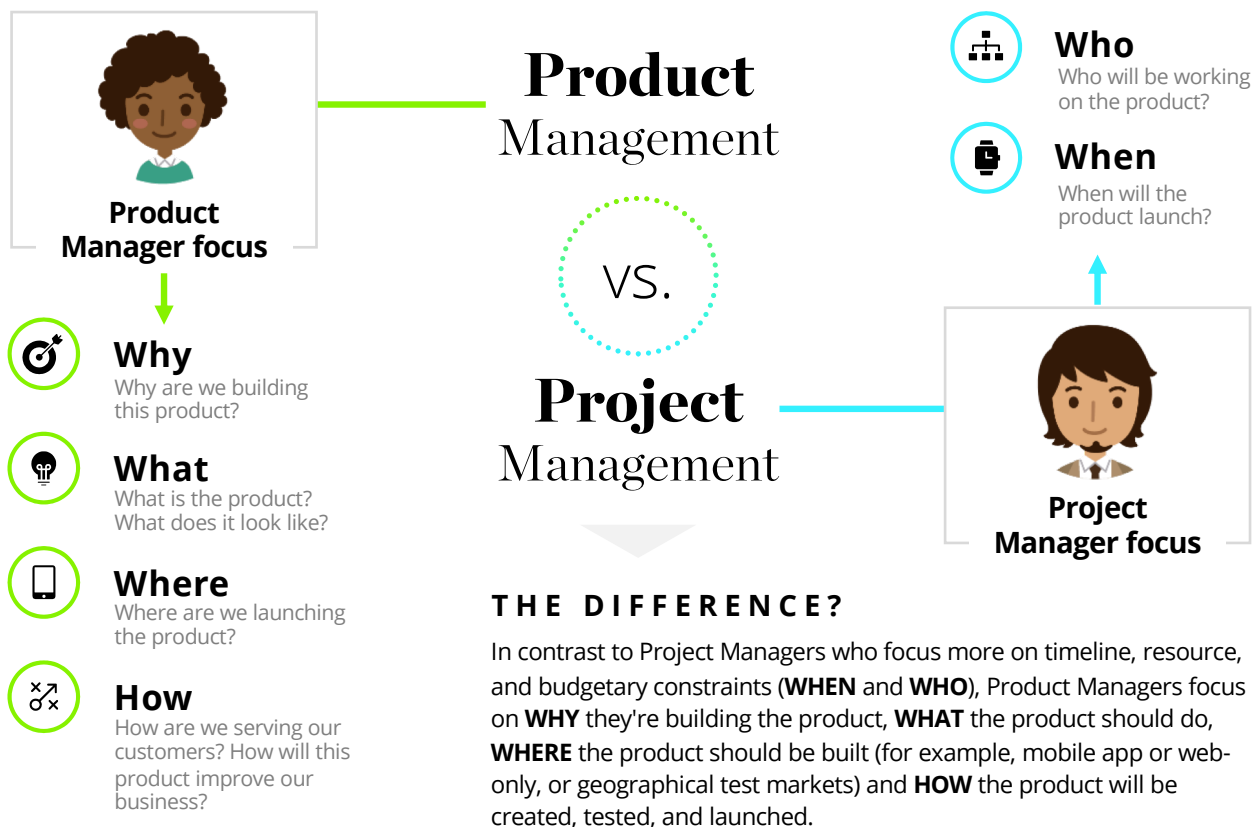 Product
Manager focus
Why
Why are we building
this product?
What
What is the product?
What does it look like?
Where
Where are we launching
the product?
How
How are we serving our
customers? How will this
product improve our
business?
Product
Management
vs.
Project
Management
Who
Who will be working
on the product?
When
When will the
product launch?
Project
Manager focus
THE DIFFERENCE?
In contrast to Project Managers who focus more on timeline, resource,
and budgetary constraints (WHEN and WHO), Product Managers focus
on WHY they're building the product, WHAT the product should do,
WHERE the product should be built (for example, mobile app or web-
only, or geographical test markets) and HOW the product will be
created, tested, and launched.